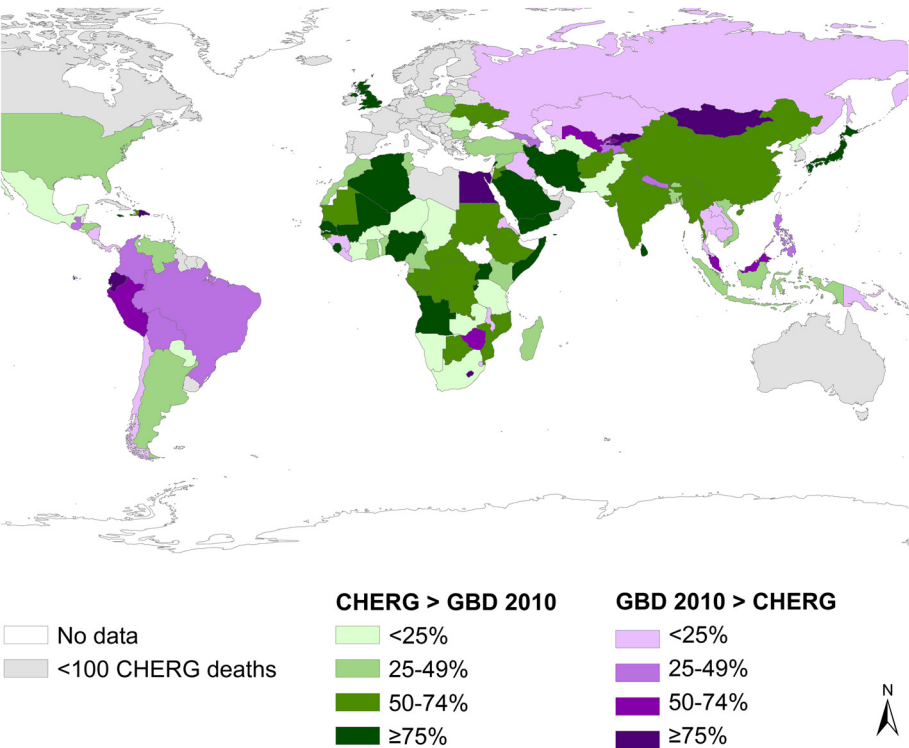 No data
<100 CHERG deaths
CHERG > GBD 2010
<25%
25-49%
50-74%
≥75%
GBD 2010 > CHERG
<25%
25-49%
50-74%
≥75%
N